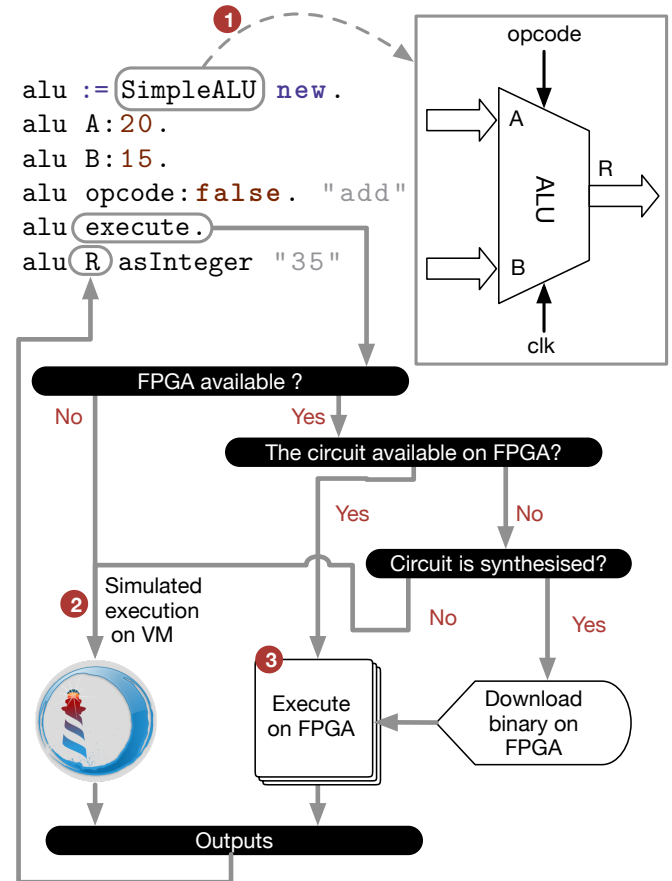 1
alu := SimpleALU new.
alu A:20.
alu B:15.
alu opcode:false. "add"
alu execute.
alu R asInteger "35"
opcode
A
ALU
R
B
clk
FPGA available ?
No
Yes
The circuit available on FPGA?
Yes
No
Circuit is synthesised?
2
Simulated
execution
on VM
No
Yes
3
Execute
on FPGA
Download
binary on
FPGA
Outputs